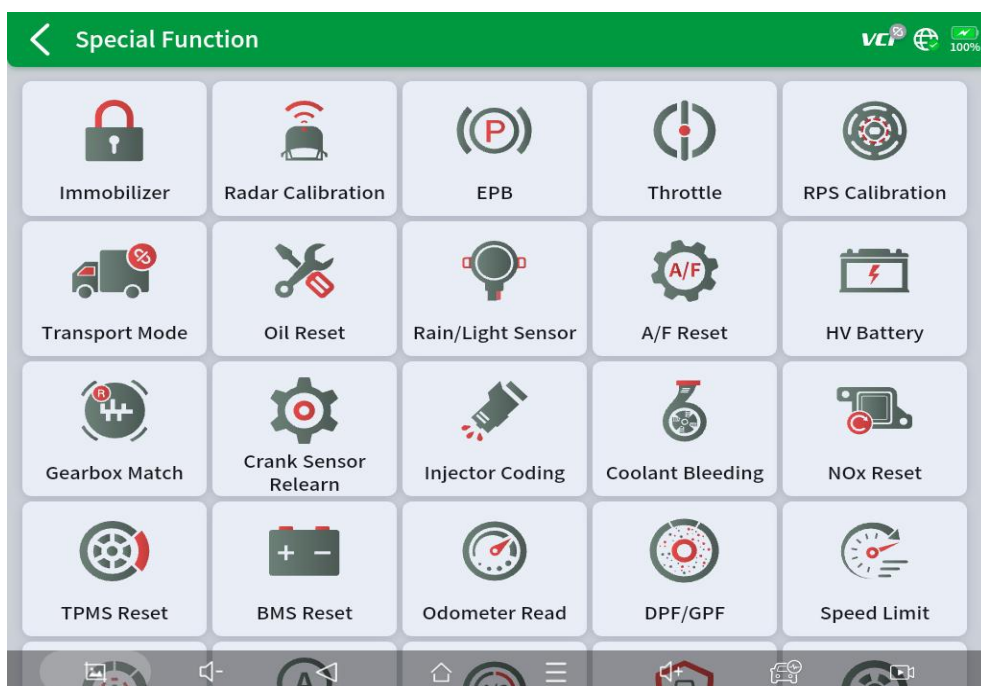 Special Function
VCI
100%
Immobilizer
Radar Calibration
P
EPB
Throttle
RPS Calibration
Transport Mode
Oil Reset
Rain/Light Sensor
A/F
A/F Reset
HV Battery
R
Gearbox Match
Crank Sensor
Relearn
Injector Coding
Coolant Bleeding
NOx Reset
TPMS Reset
BMS Reset
Odometer Read
DPF/GPF
Speed Limit
A